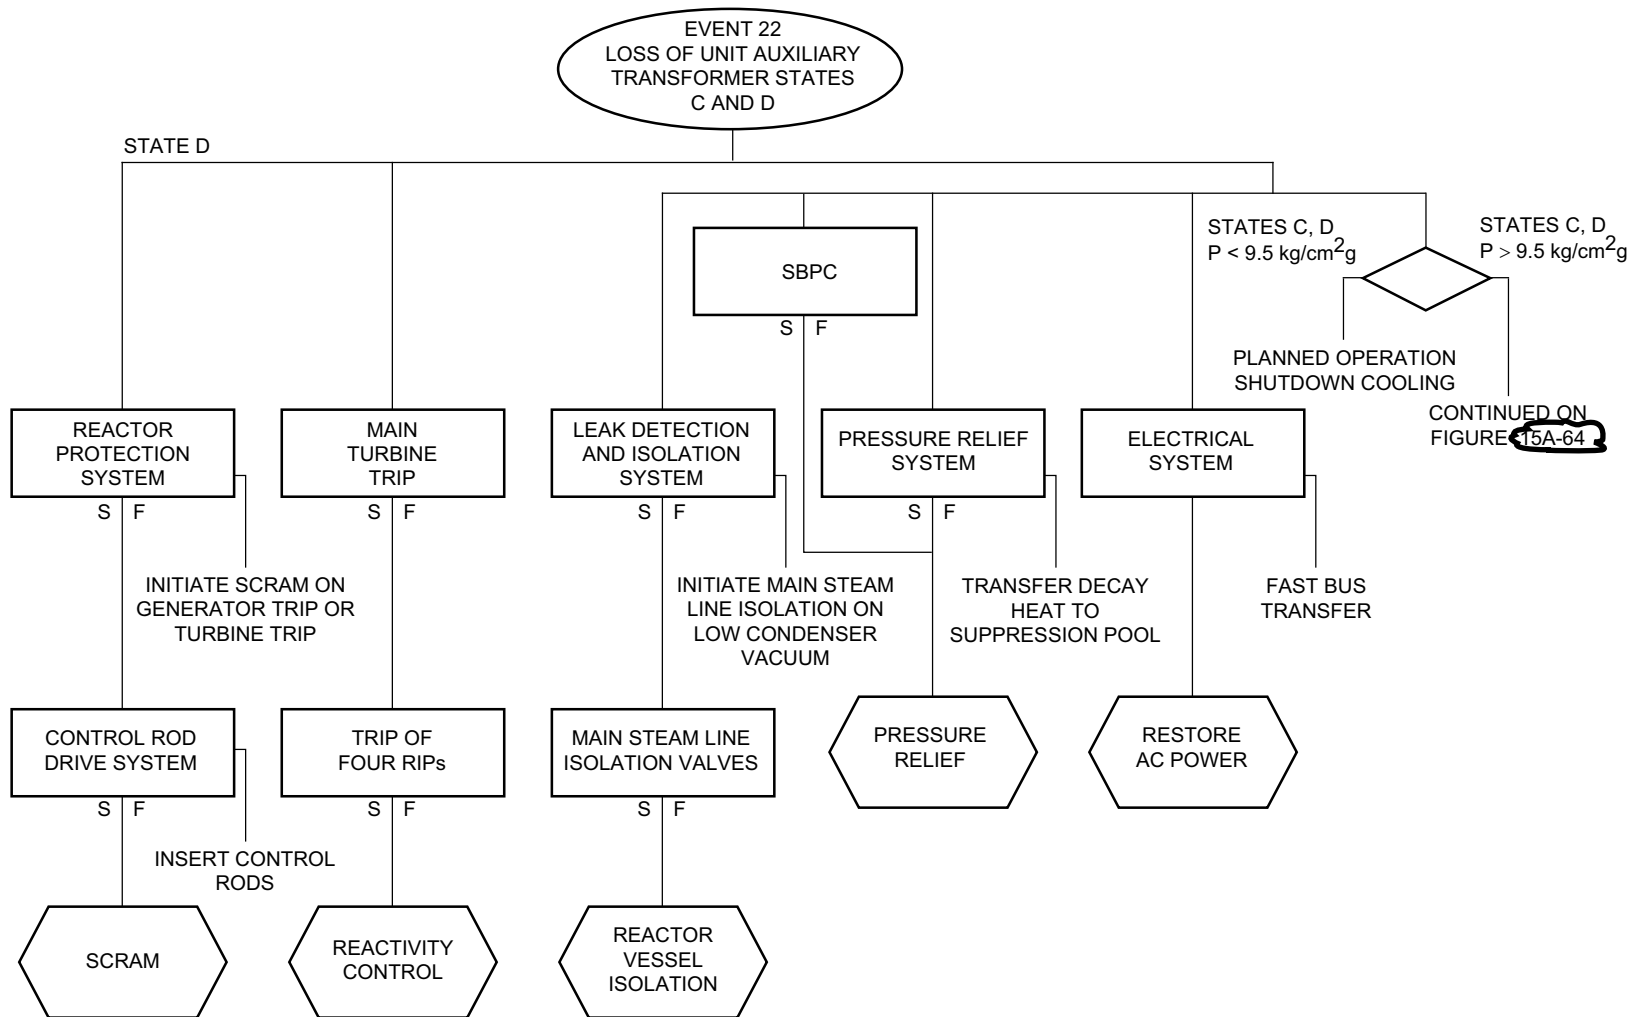 EVENT 22
LOSS OF UNIT AUXILIARY
TRANSFORMER STATES
C AND D
STATE D
STATES C, D
P < 9.5 kg/cm2g
STATES C, D
P > 9.5 kg/cm2g
SBPC
S F
PLANNED OPERATION
SHUTDOWN COOLING
CONTINUED ON
FIGURE 15A-64
REACTOR
PROTECTION
SYSTEM
S F
MAIN
TURBINE
TRIP
S F
LEAK DETECTION
AND ISOLATION
SYSTEM
S F
PRESSURE RELIEF
SYSTEM
S F
ELECTRICAL
SYSTEM
INITIATE SCRAM ON
GENERATOR TRIP OR
TURBINE TRIP
INITIATE MAIN STEAM
LINE ISOLATION ON
LOW CONDENSER
VACUUM
TRANSFER DECAY
HEAT TO
SUPPRESSION POOL
FAST BUS
TRANSFER
CONTROL ROD
DRIVE SYSTEM
S F
TRIP OF
FOUR RIPs
S F
MAIN STEAM LINE
ISOLATION VALVES
S F
PRESSURE
RELIEF
RESTORE
AC POWER
INSERT CONTROL
RODS
SCRAM
REACTIVITY
CONTROL
REACTOR
VESSEL
ISOLATION